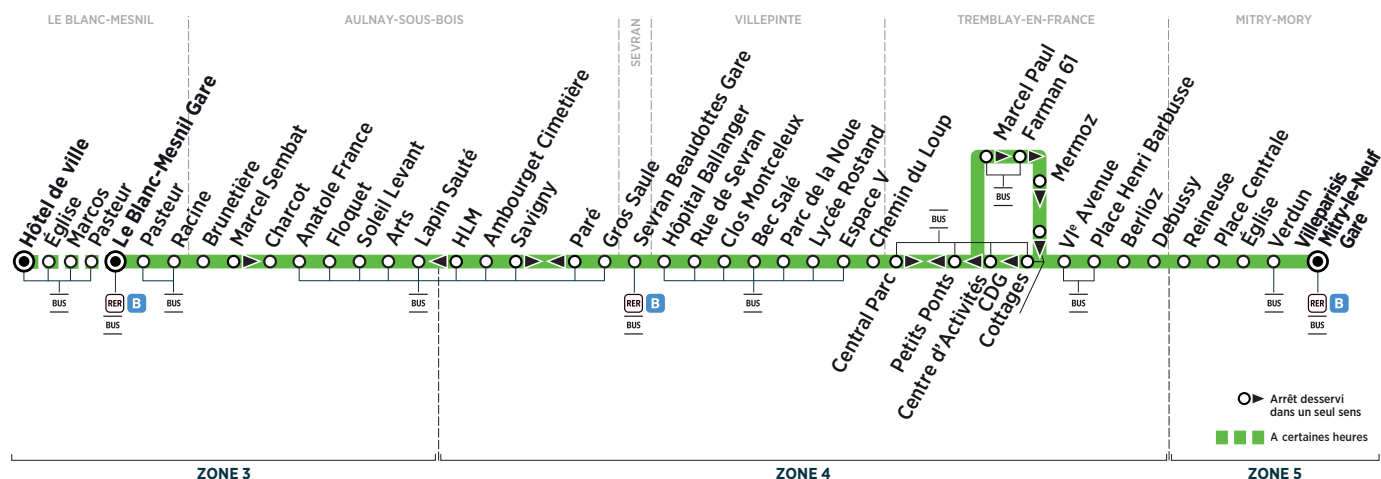 LE BLANC-MESNIL
AULNAY-SOUS-BOIS
SEVRAN
VILLEPINTE
TREMBLAY-EN-FRANCE
MITRY-MORY
Hôtel de ville
Église
Marcos
Pasteur
Le Blanc-Mesnil Gare
Pasteur
Racine
Brunetière
Marcel Sembat
Charcot
Anatole France
Floquet
Soleil Levant
Arts
Lapin Sauté
HLM
Ambourget Cimetière
Savigny
Paré
Gros Saule
Sevran Beaudottes Gare
Hôpital Ballanger
Rue de Sevran
Clos Montceleux
Bec Salé
Parc de la Noue
Lycée Rostand
Espace V
Chemin du Loup
Central Parc
Petits Ponts
Centre d'Activités
CDG
Cottages
Marcel Paul
Farman 61
Mermoz
VIe Avenue
Place Henri Barbusse
Berlioz
Debussy
Reineuse
Place Centrale
Église
Verdun
Villeparisis
Mitry-le-Neuf
Gare
BUS
RER B
BUS
BUS
BUS
RER B
BUS
BUS
BUS
BUS
BUS
BUS
RER B
BUS
Arrêt desservi
dans un seul sens
A certaines heures
ZONE 3
ZONE 4
ZONE 5